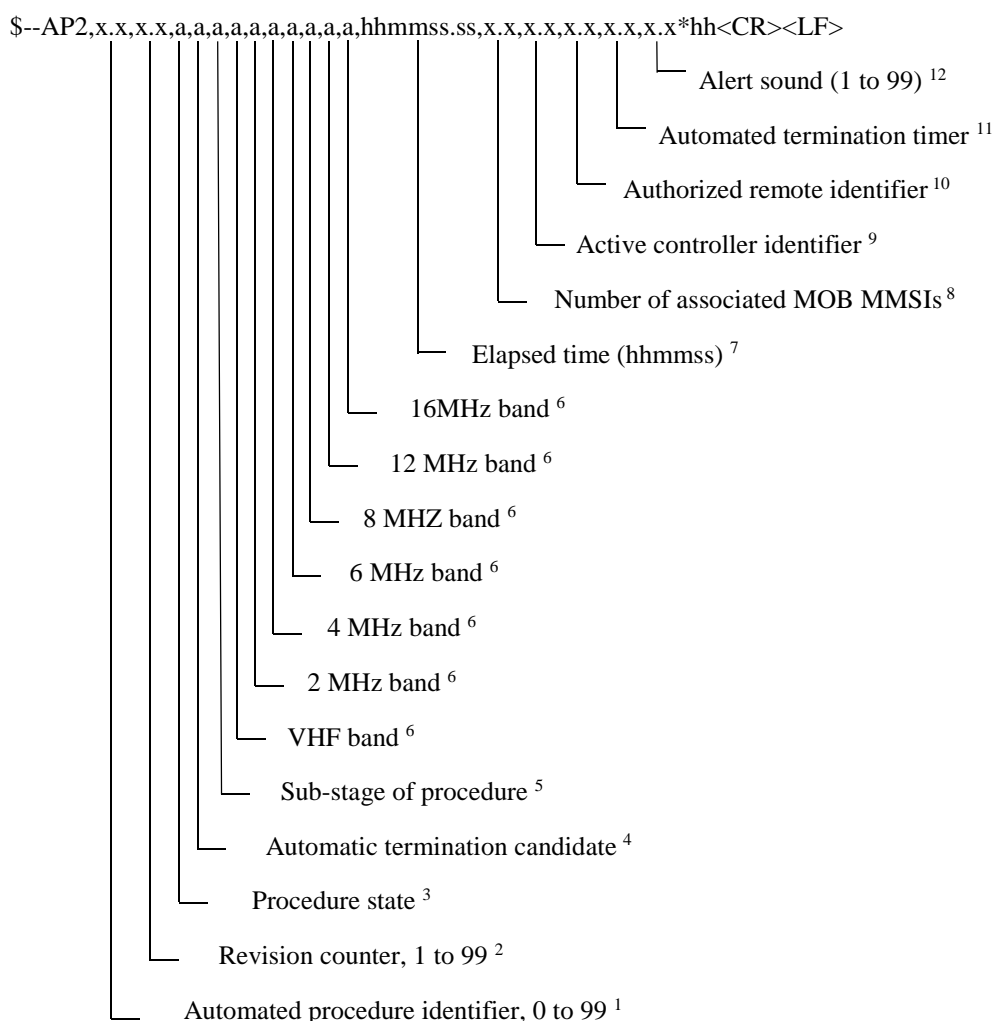 $--AP2,x.x,x.x,a,a,a,a,a,a,a,a,a,a,hhmmss.ss,x.x,x.x,x.x,x.x,x.x*hh<CR><LF>
Alert sound (1 to 99) 12
Automated termination timer 11
Authorized remote identifier 10
Active controller identifier 9
Number of associated MOB MMSIs 8
Elapsed time (hhmmss) 7
16MHz band 6
12 MHz band 6
8 MHZ band 6
6 MHz band 6
4 MHz band 6
2 MHz band 6
VHF band 6
Sub-stage of procedure 5
Automatic termination candidate 4
Procedure state 3
Revision counter, 1 to 99 2
Automated procedure identifier, 0 to 99 1